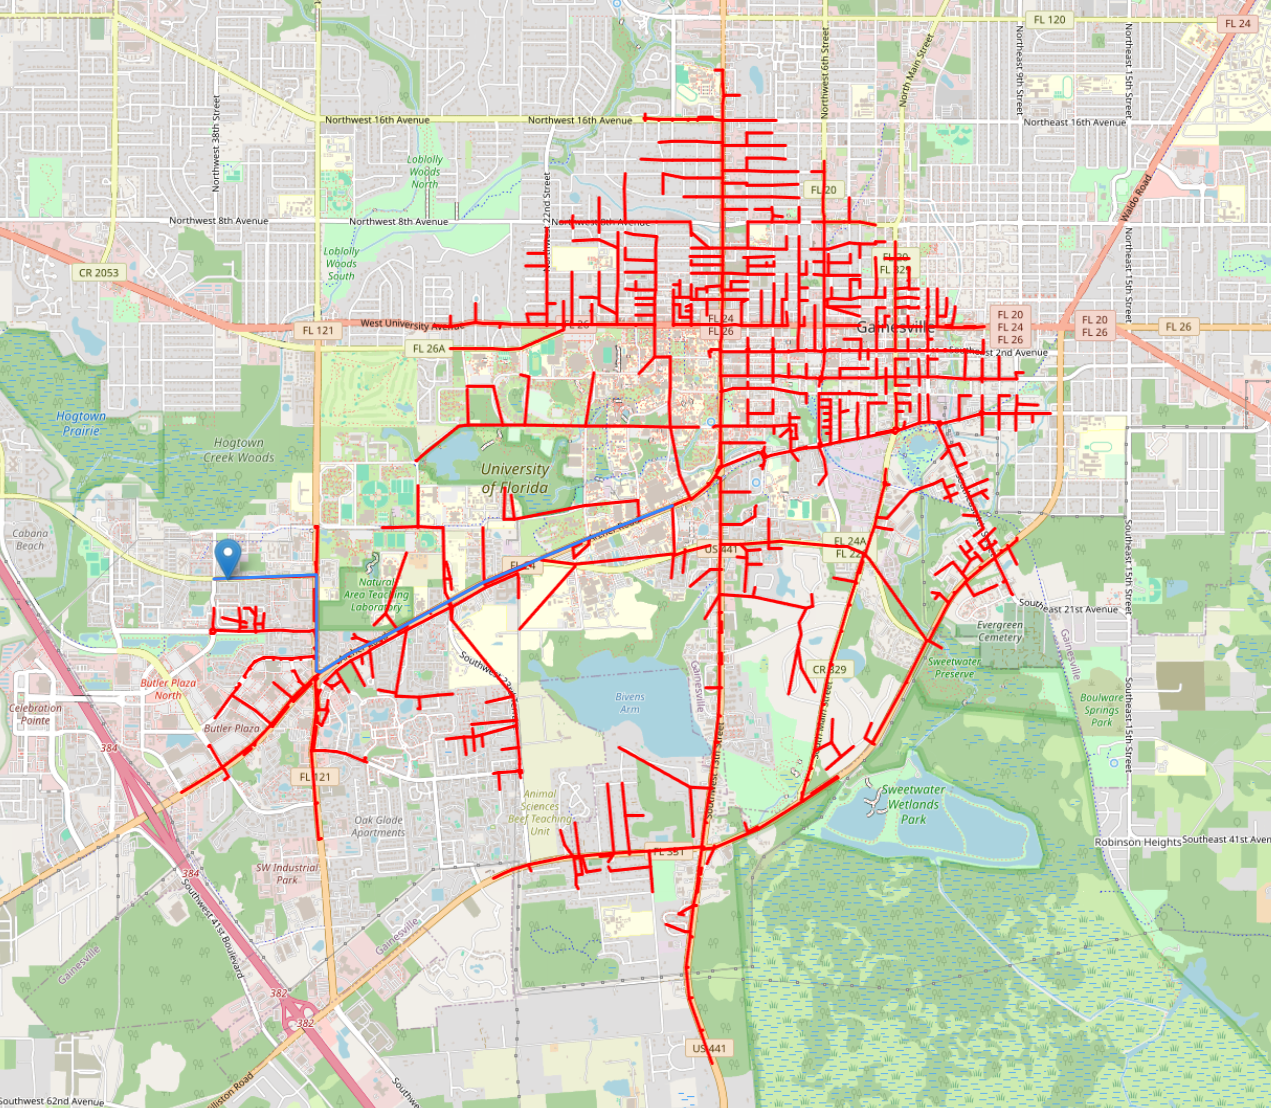 FL 120
FL 24
Northwest 6th Street
North Main Street
Northeast 9th Street
Northeast 15th Street
Northwest 16th Avenue
Northwest 16th Avenue
Northeast 16th Avenue
Northwest 38th Street
Loblolly
Woods
North
Northwest 22nd Street
FL 20
Waldo Road
Northwest 8th Avenue
Northwest 8th Avenue
Northwest 8th Avenue
Loblolly
Woods
South
Northeast 15th Street
CR 2053
FL 20
FL 329
West University Avenue
FL 121
FL 26
FL 24
FL 26
Gainesville
FL 20
FL 24
FL 26
FL 20
FL 26
FL 26
FL 26A
Southeast 2nd Avenue
Hogtown
Prairie
Hogtown
Creek Woods
University
of Florida
Cabana
Beach
Archer Road
US 441
FL 24A
FL 24
Southeast 15th Street
Natural
Area Teaching
Laboratory
Southeast 21st Avenue
Evergreen
Cemetery
Archer
Southwest 23rd
Gainesville
Gainesville
CR 329
Sweetwater
Preserve
Butler Plaza
North
Bivens
Arm
Boulware
Springs
Park
Southeast 15th Street
Celebration
Pointe
Butler Plaza
384
FL 121
South Main Street
Southwest 13th Street
Animal
Sciences
Beef Teaching
Unit
Sweetwater
Wetlands
Park
Oak Glade
Apartments
FL 331
Robinson Heights
Southeast 41st Aven
384
SW Industrial
Park
Southwest 41st Boulevard
Gainesville
Gainesville
382
382
US 441
Williston Road
Southwest 62nd Avenue
Southwe